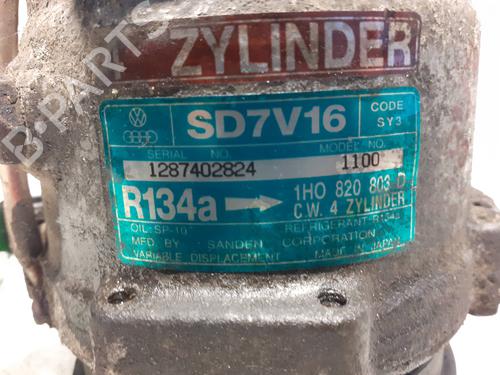 ZYLINDER
SD7V16
CODE
SY3
SERIAL NO.
MODEL NO.
1287402824
1100
R134a
1HO 820 803 D
C.W. 4 ZYLINDER
OIL:SP-10
REFRIGERANT:R134a
MFD. BY SANDEN CORPORATION
VARIABLE DISPLACEMENT
MADE IN JAPAN
B-PARTS